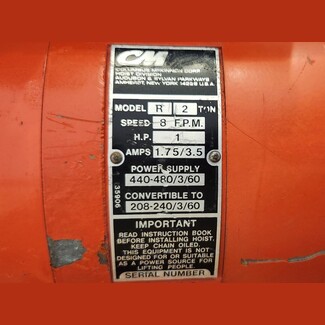 CM
COLUMBUS McKINNON CORP.
HOIST DIVISION
AUDUBON & SYLVAN PARKWAYS
AMHERST, NEW YORK 14228 U.S.A.
MODEL R 2 TON
SPEED 8 F.P.M.
H.P. 1
AMPS 1.75/3.5
POWER SUPPLY
440-480/3/60
CONVERTIBLE TO
208-240/3/60
35906
IMPORTANT
READ INSTRUCTION BOOK
BEFORE INSTALLING HOIST.
KEEP CHAIN OILED.
THIS EQUIPMENT IS NOT
DESIGNED FOR OR SUITABLE
AS A POWER SOURCE FOR
LIFTING PEOPLE.
SERIAL NUMBER